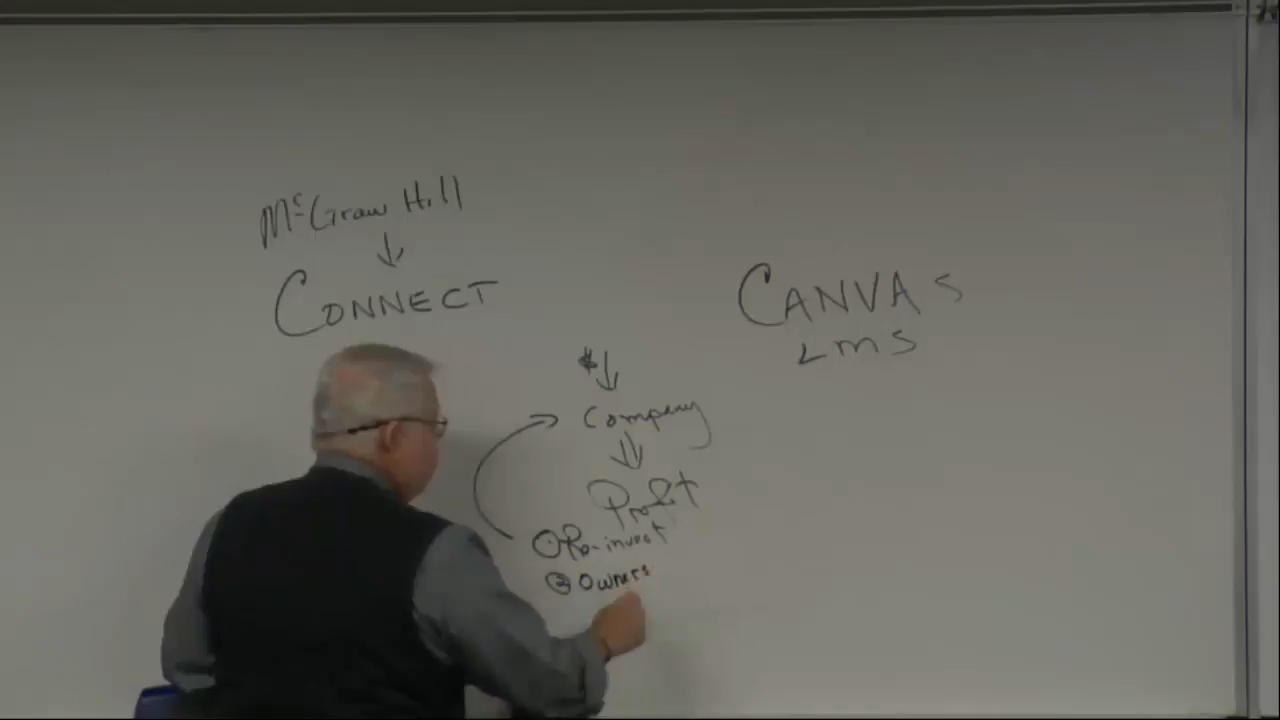 McGraw Hill
↓
CONNECT
CANVAS
LMS
$ ↓
Company
⇓
Profit
① Re-invest
② Owners